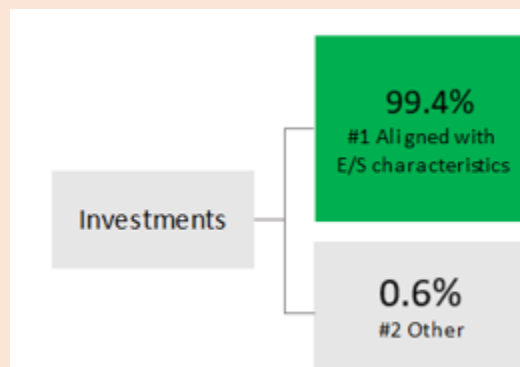 99.4%
#1 Aligned with
E/S characteristics
Investments
0.6%
#2 Other